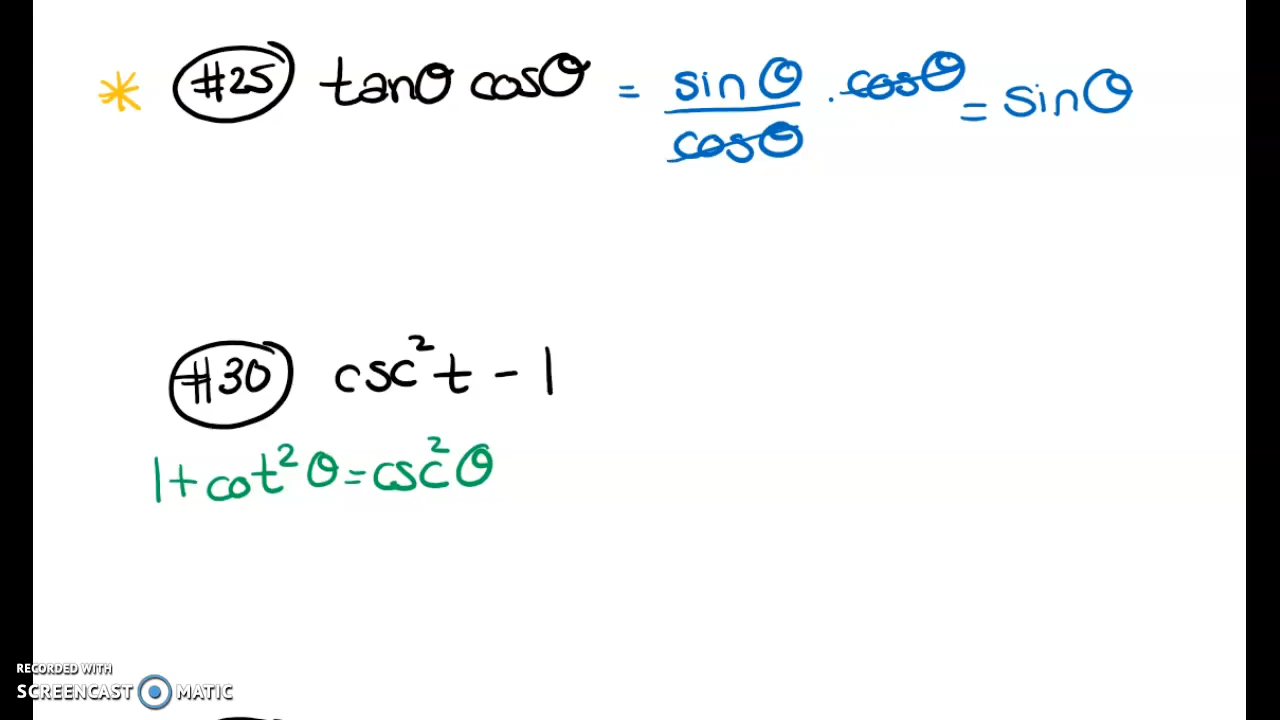 * #25 tanθ cosθ = sinθ/cosθ · cosθ = sinθ
#30 csc²t - 1
1+cot²θ=csc²θ
RECORDED WITH
SCREENCAST MATIC